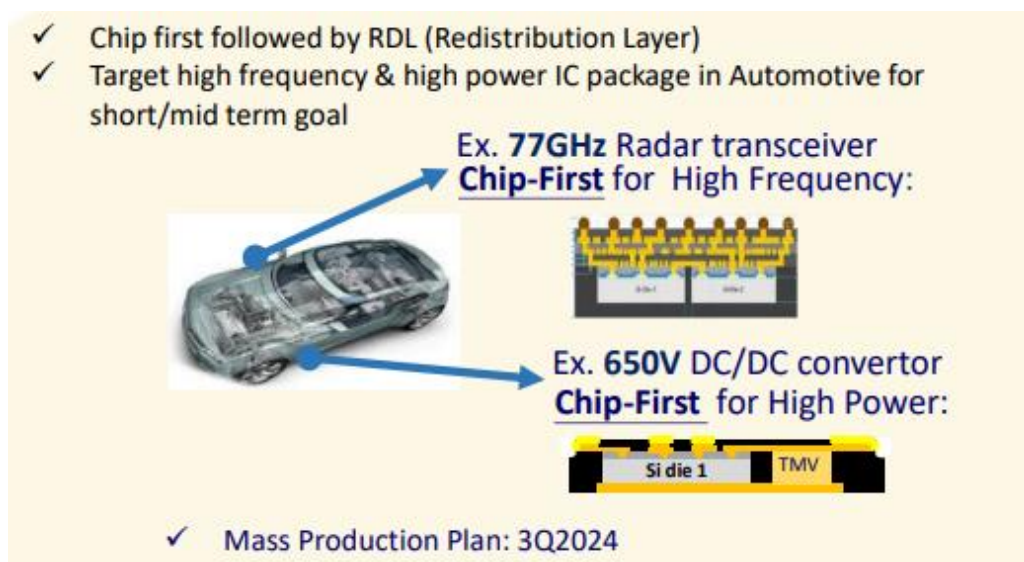 ✓ Chip first followed by RDL (Redistribution Layer)
✓ Target high frequency & high power IC package in Automotive for
short/mid term goal
Ex. 77GHz Radar transceiver
Chip-First for High Frequency:
Ex. 650V DC/DC convertor
Chip-First for High Power:
Si die 1
TMV
✓ Mass Production Plan: 3Q2024